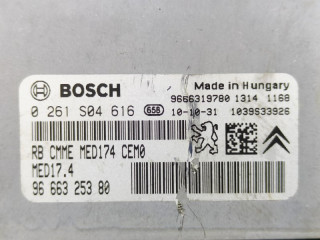 BOSCH
Made in Hungary
9666319780 1314 1168
0 261 S04 616 656
10-10-31 1039S33926
RB CMME MED174 CEM0
MED17.4
96 663 253 80